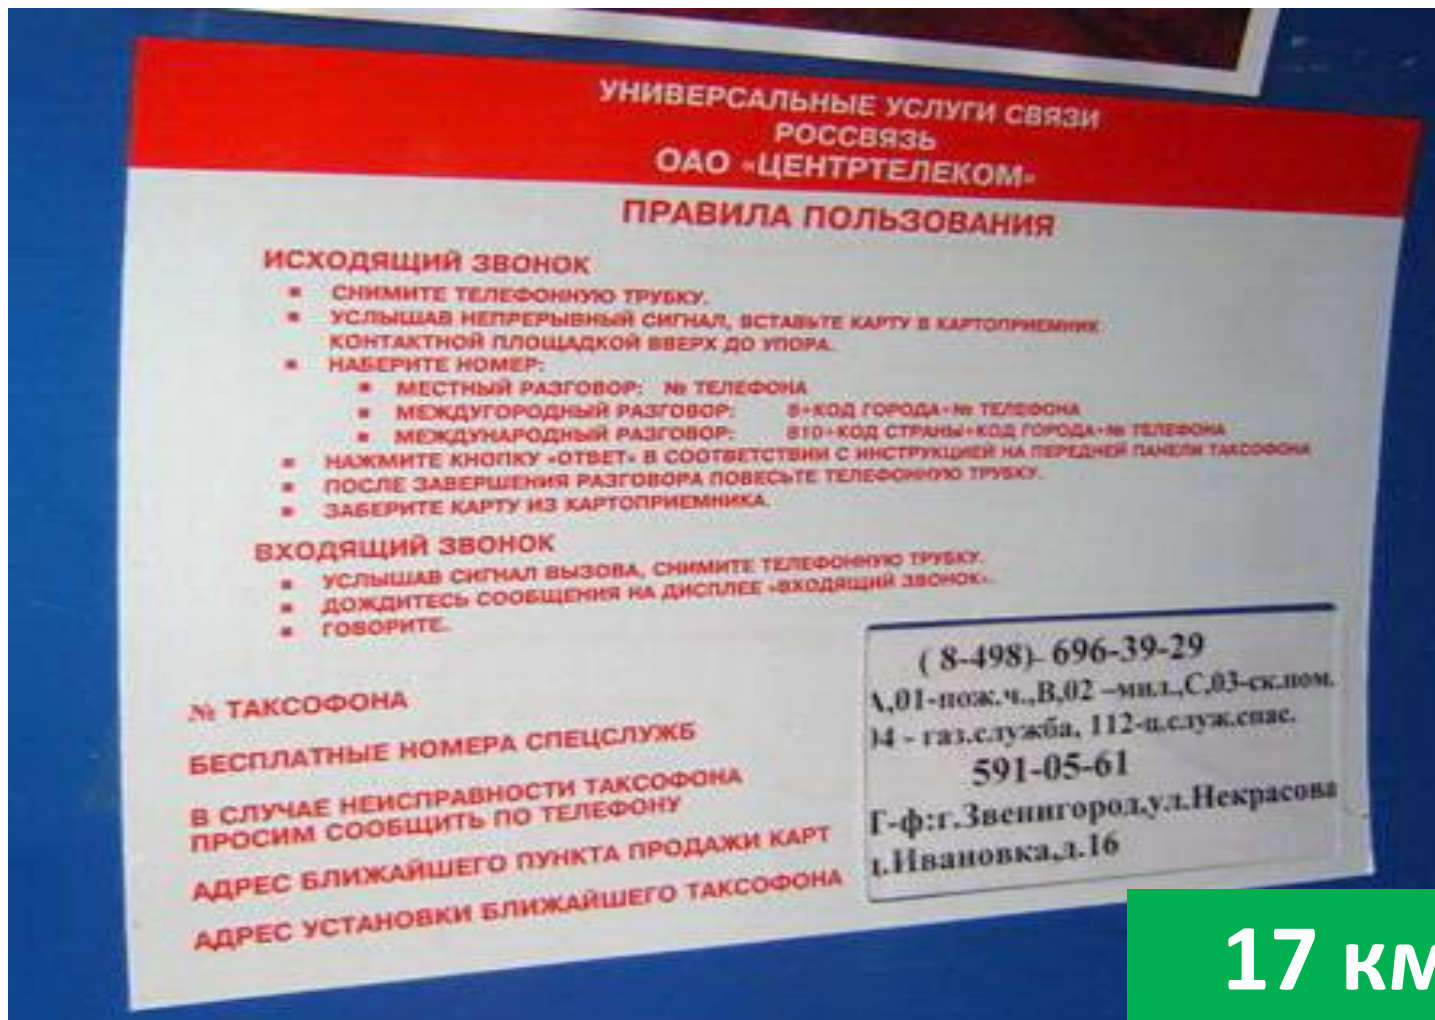 УНИВЕРСАЛЬНЫЕ УСЛУГИ СВЯЗИ
РОССВЯЗЬ
ОАО «ЦЕНТРТЕЛЕКОМ»
ПРАВИЛА ПОЛЬЗОВАНИЯ
ИСХОДЯЩИЙ ЗВОНОК
▪ СНИМИТЕ ТЕЛЕФОННУЮ ТРУБКУ.
▪ УСЛЫШАВ НЕПРЕРЫВНЫЙ СИГНАЛ, ВСТАВЬТЕ КАРТУ В КАРТОПРИЕМНИК
КОНТАКТНОЙ ПЛОЩАДКОЙ ВВЕРХ ДО УПОРА.
▪ НАБЕРИТЕ НОМЕР:
▪ МЕСТНЫЙ РАЗГОВОР: № ТЕЛЕФОНА
▪ МЕЖДУГОРОДНЫЙ РАЗГОВОР: 8+КОД ГОРОДА+№ ТЕЛЕФОНА
▪ МЕЖДУНАРОДНЫЙ РАЗГОВОР: 810+КОД СТРАНЫ+КОД ГОРОДА+№ ТЕЛЕФОНА
▪ НАЖМИТЕ КНОПКУ «ОТВЕТ» В СООТВЕТСТВИИ С ИНСТРУКЦИЕЙ НА ПЕРЕДНЕЙ ПАНЕЛИ ТАКСОФОНА
▪ ПОСЛЕ ЗАВЕРШЕНИЯ РАЗГОВОРА ПОВЕСЬТЕ ТЕЛЕФОННУЮ ТРУБКУ.
▪ ЗАБЕРИТЕ КАРТУ ИЗ КАРТОПРИЕМНИКА.
ВХОДЯЩИЙ ЗВОНОК
▪ УСЛЫШАВ СИГНАЛ ВЫЗОВА, СНИМИТЕ ТЕЛЕФОННУЮ ТРУБКУ.
▪ ДОЖДИТЕСЬ СООБЩЕНИЯ НА ДИСПЛЕЕ «ВХОДЯЩИЙ ЗВОНОК».
▪ ГОВОРИТЕ.
№ ТАКСОФОНА
( 8-498)- 696-39-29
БЕСПЛАТНЫЕ НОМЕРА СПЕЦСЛУЖБ
А,01-пож.ч.,В,02 –мил.,С,03-ск.пом.
04 - газ.служба, 112-п.служ.спас.
В СЛУЧАЕ НЕИСПРАВНОСТИ ТАКСОФОНА
ПРОСИМ СООБЩИТЬ ПО ТЕЛЕФОНУ
591-05-61
АДРЕС БЛИЖАЙШЕГО ПУНКТА ПРОДАЖИ КАРТ
Т-ф:г.Звенигород,ул.Некрасова
АДРЕС УСТАНОВКИ БЛИЖАЙШЕГО ТАКСОФОНА
д.Ивановка,д.16
17 км